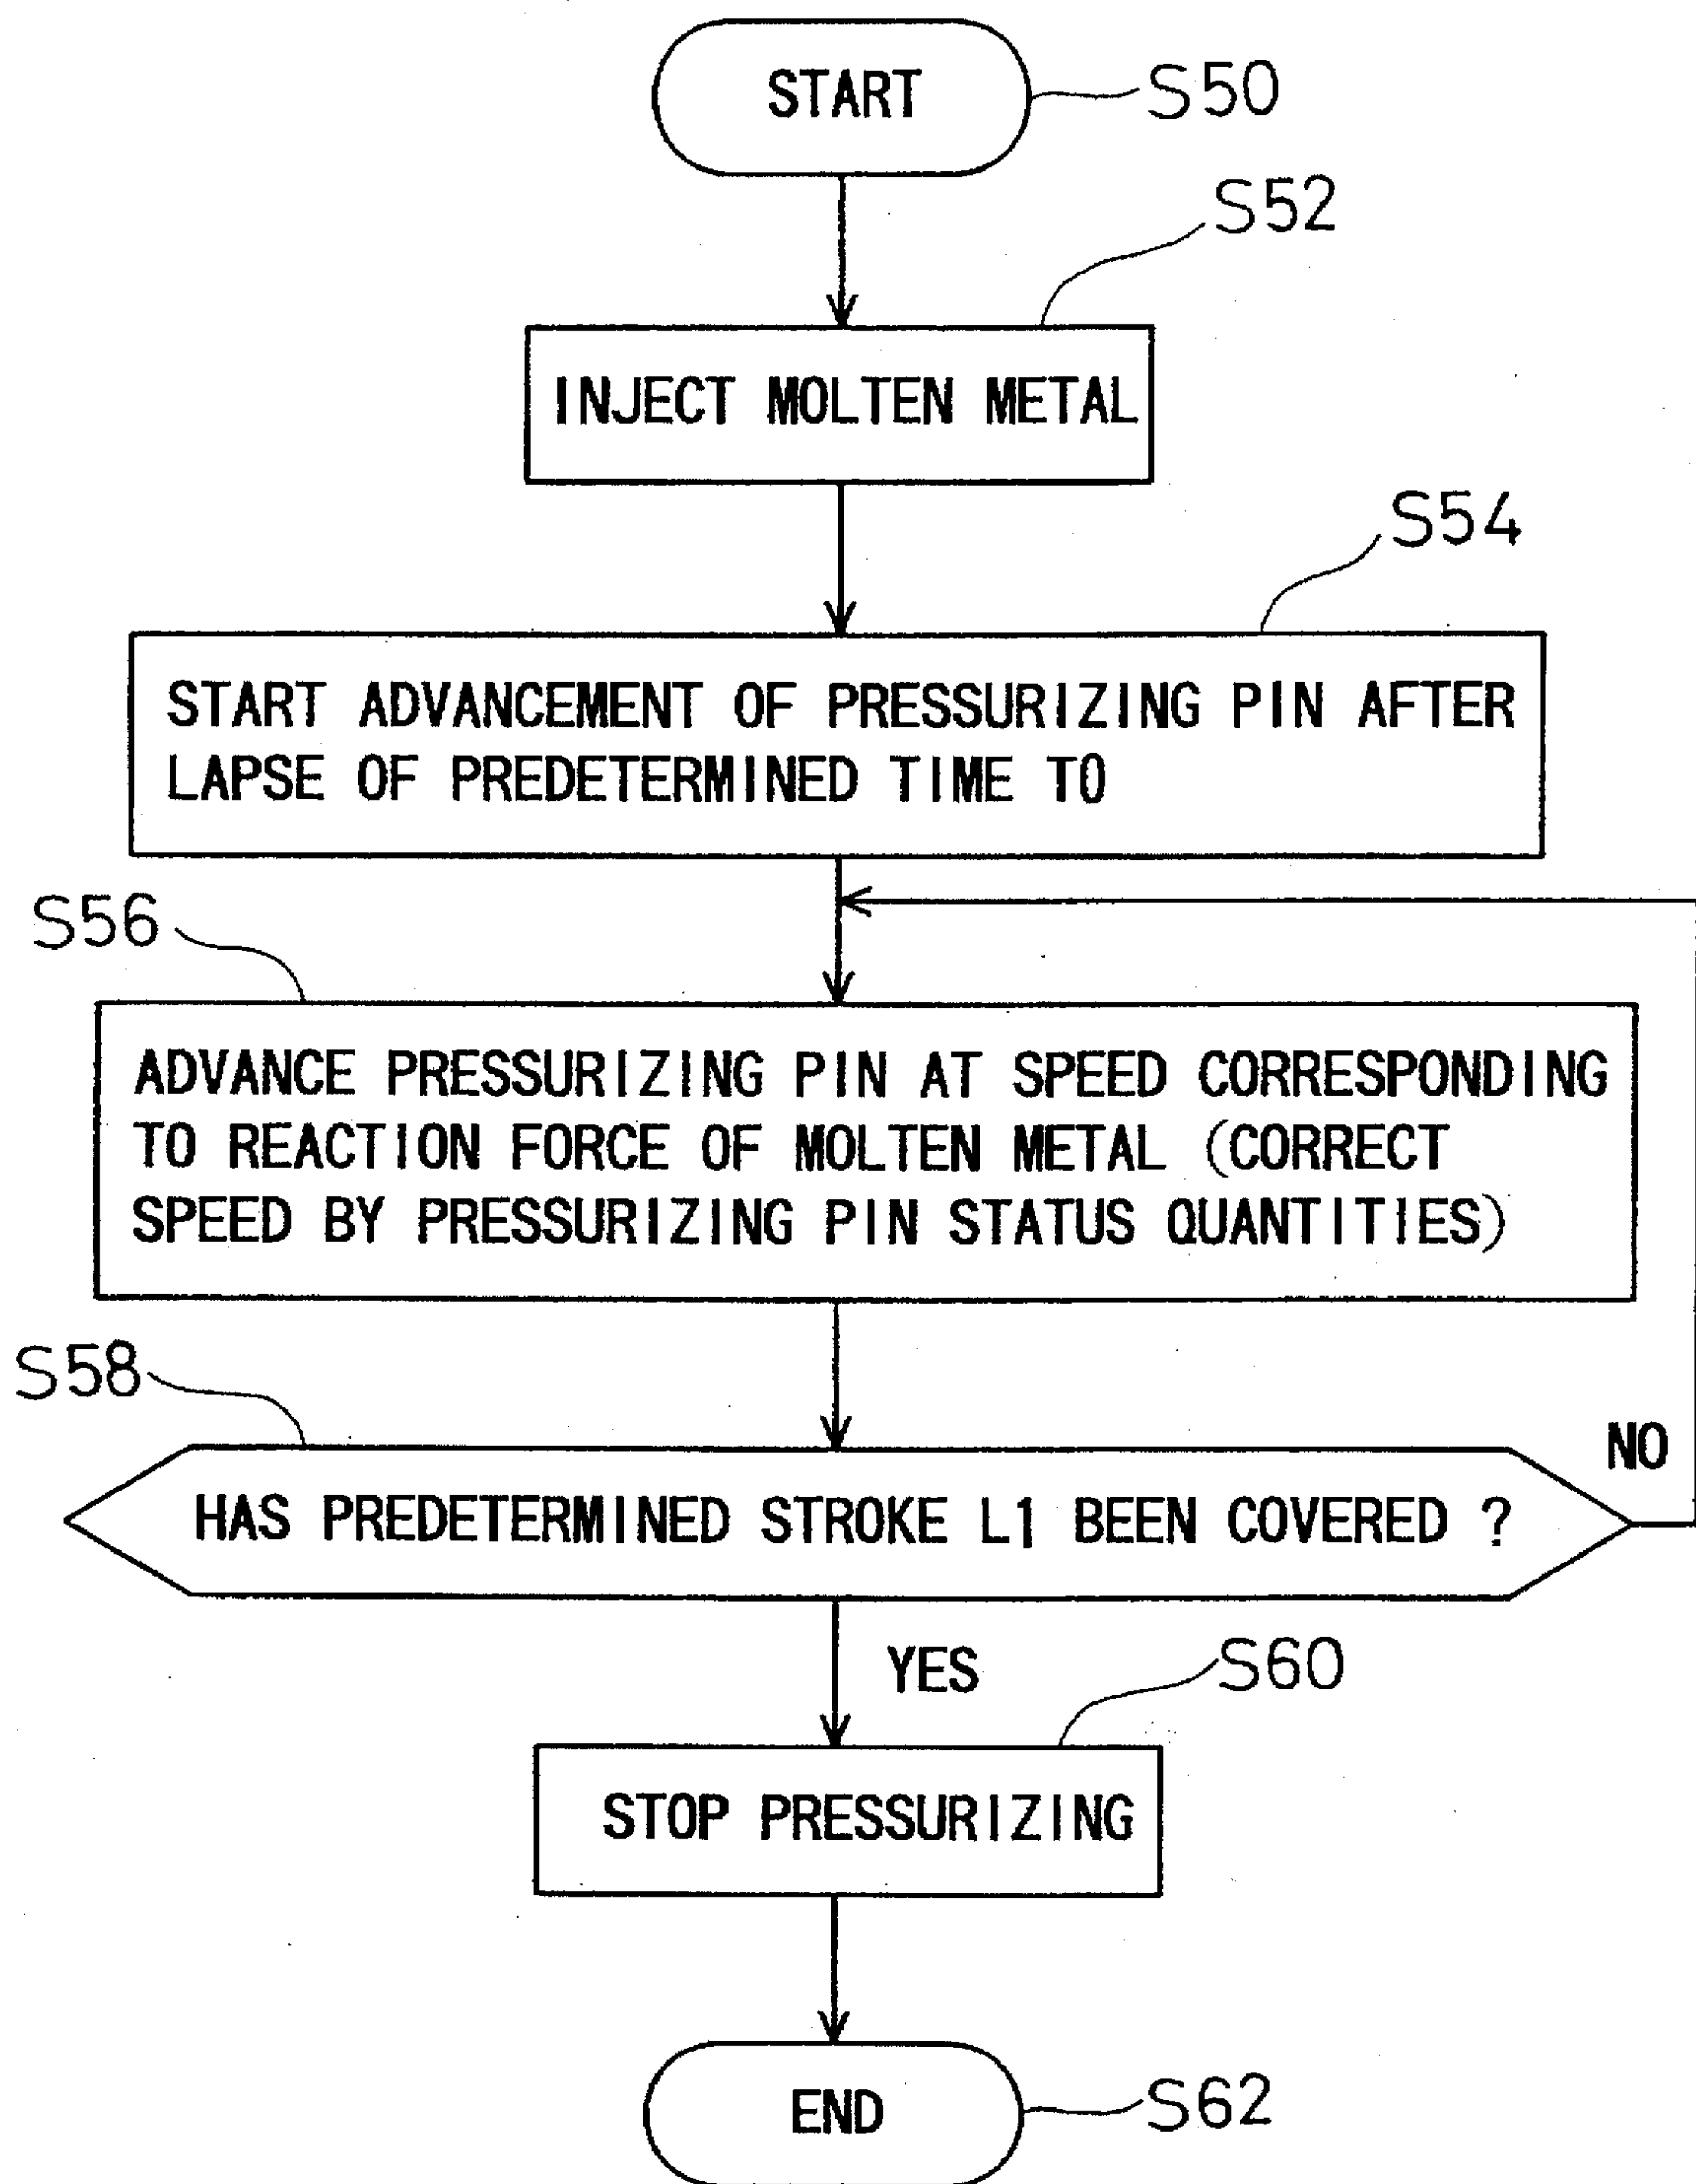 START
S50
S52
INJECT MOLTEN METAL
S54
START ADVANCEMENT OF PRESSURIZING PIN AFTER
LAPSE OF PREDETERMINED TIME T0
S56
ADVANCE PRESSURIZING PIN AT SPEED CORRESPONDING
TO REACTION FORCE OF MOLTEN METAL (CORRECT
SPEED BY PRESSURIZING PIN STATUS QUANTITIES)
S58
NO
HAS PREDETERMINED STROKE L1 BEEN COVERED ?
YES
S60
STOP PRESSURIZING
END
S62